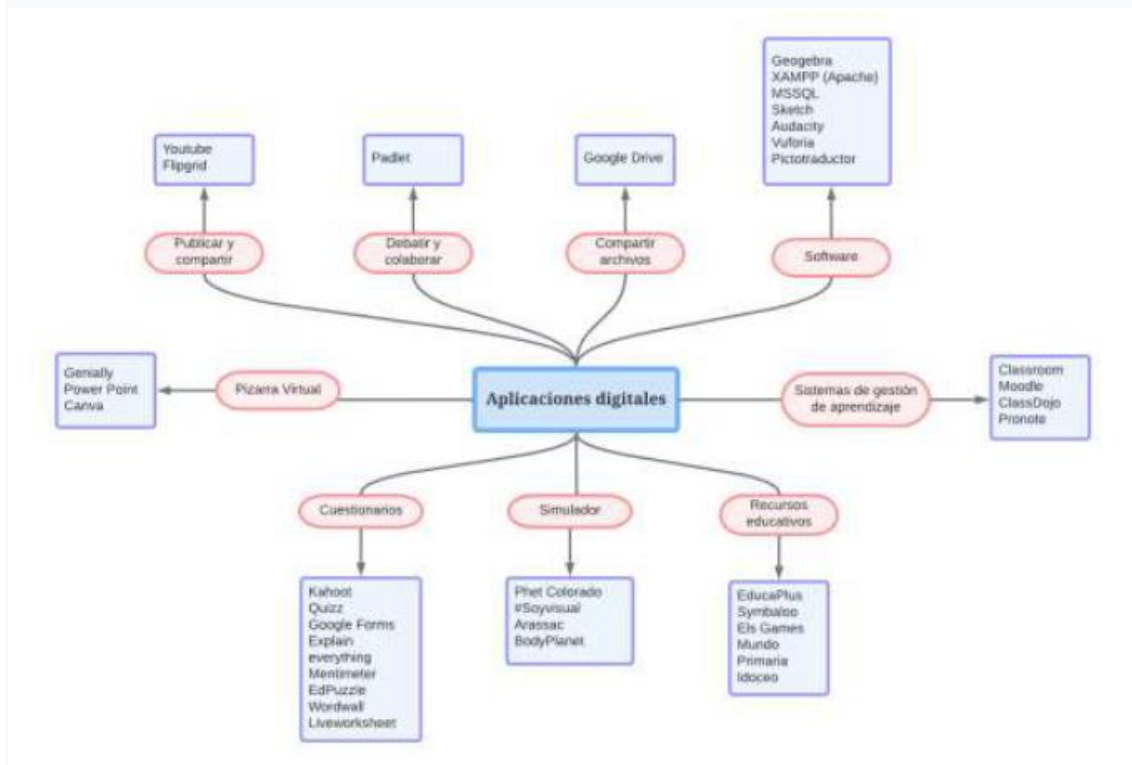 Geogebra
XAMPP (Apache)
MSSQL
Sketch
Audacity
Vuforia
Pictotraductor
Youtube
Flipgrid
Padlet
Google Drive
Publicar y
compartir
Debatir y
colaborar
Compartir
archivos
Software
Genially
Power Point
Canva
Pizarra Virtual
Aplicaciones digitales
Sistemas de gestión
de aprendizaje
Classroom
Moodle
ClassDojo
Pronote
Cuestionarios
Simulador
Recursos
educativos
Kahoot
Quizz
Google Forms
Explain
everything
Mentimeter
EdPuzzle
Wordwall
Liveworksheet
Phet Colorado
#Soyvisual
Arassac
BodyPlanet
EducaPlus
Symbaloo
Els Games
Mundo
Primaria
Idoceo